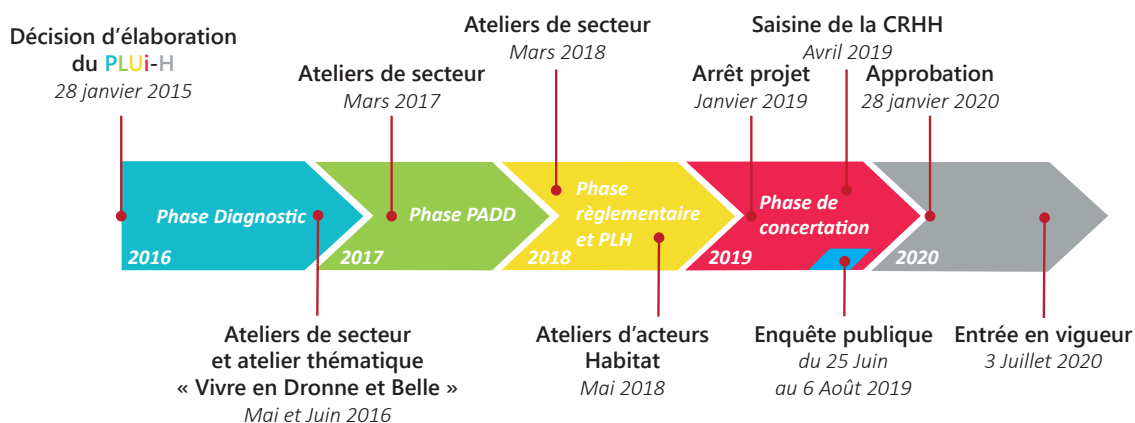 Décision d'élaboration
du PLUi-H
28 janvier 2015
Ateliers de secteur
Mars 2017
Ateliers de secteur
Mars 2018
Saisine de la CRHH
Avril 2019
Arrêt projet
Janvier 2019
Approbation
28 janvier 2020
Phase Diagnostic
2016
Phase PADD
2017
Phase
règlementaire
et PLH
2018
Phase de
concertation
2019
2020
Ateliers de secteur
et atelier thématique
« Vivre en Dronne et Belle »
Mai et Juin 2016
Ateliers d'acteurs
Habitat
Mai 2018
Enquête publique
du 25 Juin
au 6 Août 2019
Entrée en vigueur
3 Juillet 2020